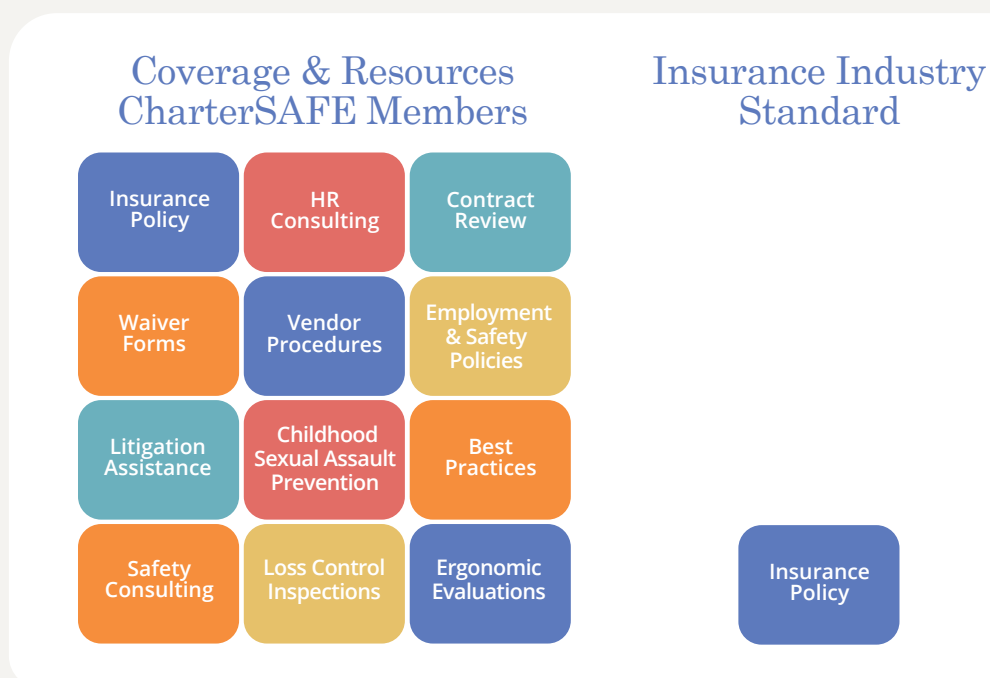 Coverage & Resources
CharterSAFE Members
Insurance Industry
Standard
Insurance
Policy
HR
Consulting
Contract
Review
Waiver
Forms
Vendor
Procedures
Employment
& Safety
Policies
Litigation
Assistance
Childhood
Sexual Assault
Prevention
Best
Practices
Safety
Consulting
Loss Control
Inspections
Ergonomic
Evaluations
Insurance
Policy